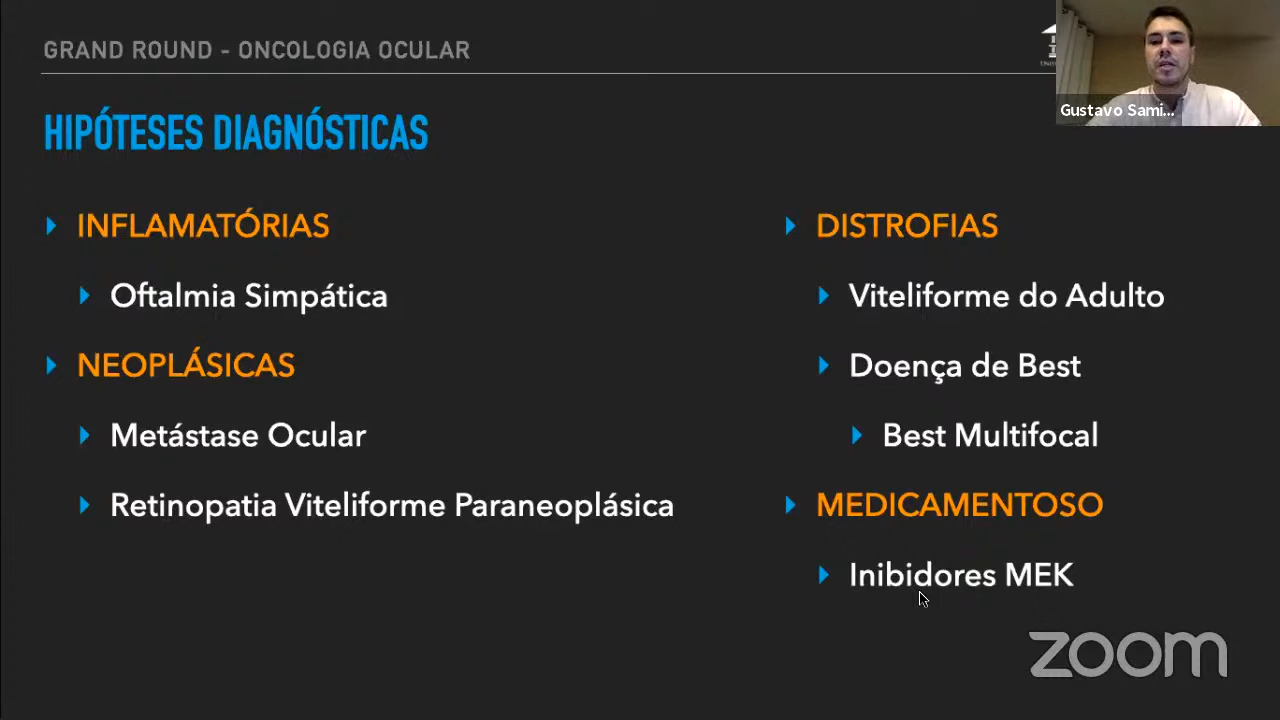 GRAND ROUND - ONCOLOGIA OCULAR
Gustavo Sami...
HIPÓTESES DIAGNÓSTICAS
INFLAMATÓRIAS
Oftalmia Simpática
NEOPLÁSICAS
Metástase Ocular
Retinopatia Viteliforme Paraneoplásica
DISTROFIAS
Viteliforme do Adulto
Doença de Best
Best Multifocal
MEDICAMENTOSO
Inibidores MEK
zoom